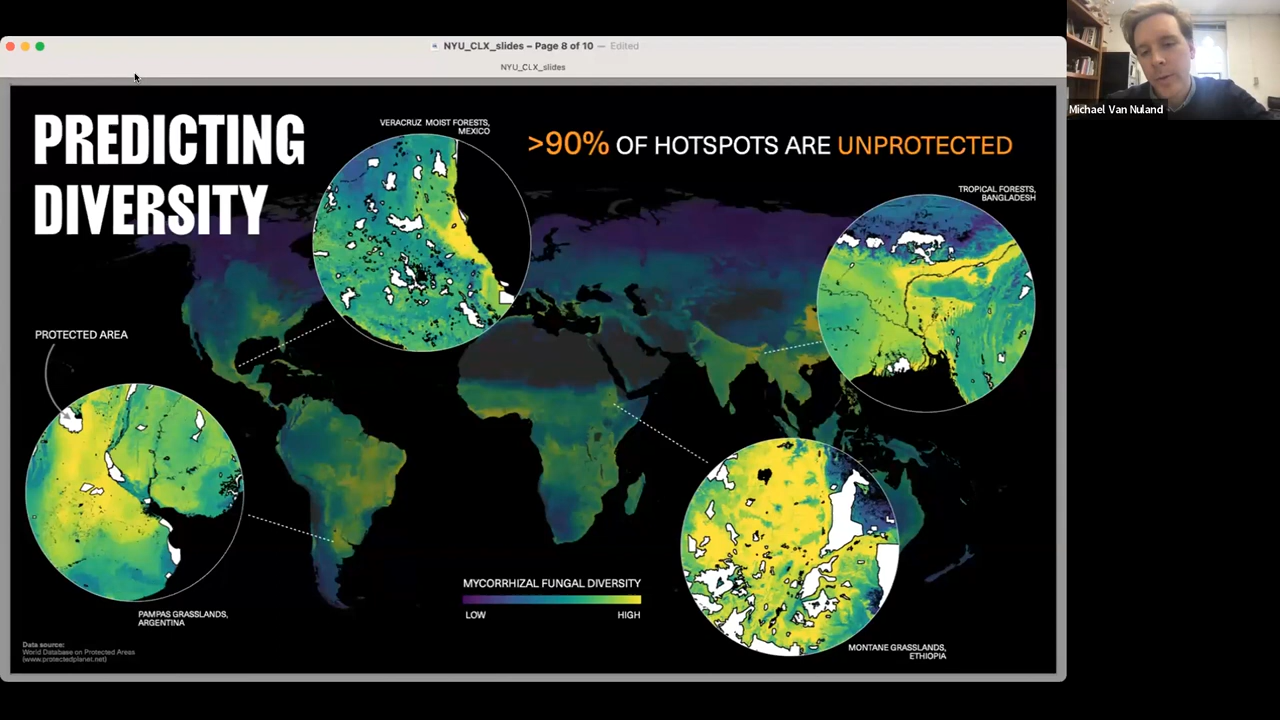 NYU_CLX_slides – Page 8 of 10 — Edited
NYU_CLX_slides
Michael Van Nuland
PREDICTING
DIVERSITY
VERACRUZ MOIST FORESTS,
MEXICO
>90% OF HOTSPOTS ARE UNPROTECTED
TROPICAL FORESTS,
BANGLADESH
PROTECTED AREA
MYCORRHIZAL FUNGAL DIVERSITY
LOW HIGH
PAMPAS GRASSLANDS,
ARGENTINA
MONTANE GRASSLANDS,
ETHIOPIA
Data source:
World Database on Protected Areas
(www.protectedplanet.net)